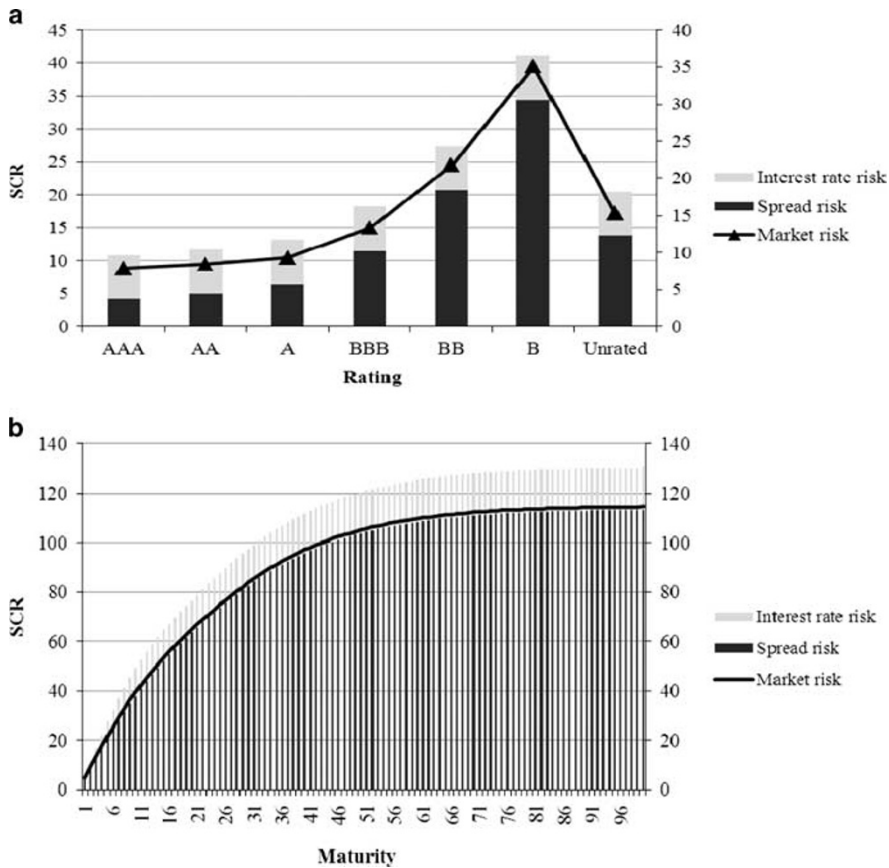 a
45 40
40 35
35 30
30 25
25 20
20 15
15 10
10 5
5 0
0
SCR
Interest rate risk
Spread risk
Market risk
AAA AA A BBB BB B Unrated
Rating
b
140 140
120 120
100 100
80 80
60 60
40 40
20 20
0 0
SCR
Interest rate risk
Spread risk
Market risk
1 6 11 16 21 26 31 36 41 46 51 56 61 66 71 76 81 86 91 96
Maturity